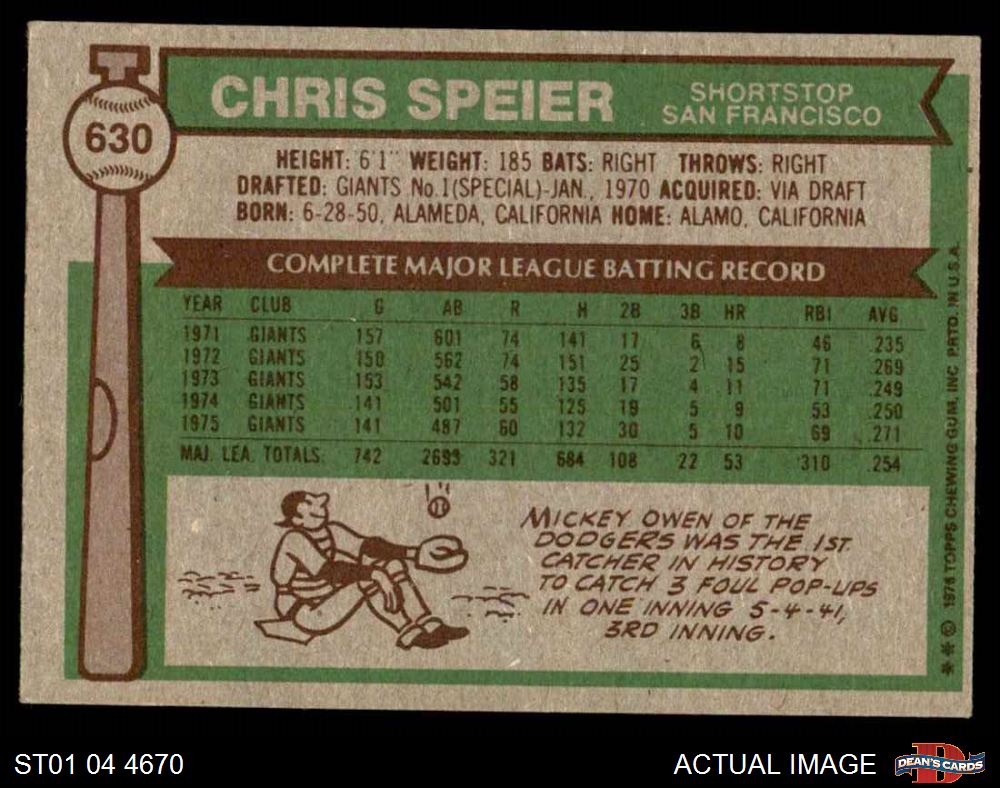 CHRIS SPEIER
SHORTSTOP
SAN FRANCISCO
630
HEIGHT: 6'1" WEIGHT: 185 BATS: RIGHT THROWS: RIGHT
DRAFTED: GIANTS No.1(SPECIAL)-JAN., 1970 ACQUIRED: VIA DRAFT
BORN: 6-28-50, ALAMEDA, CALIFORNIA HOME: ALAMO, CALIFORNIA
COMPLETE MAJOR LEAGUE BATTING RECORD
YEAR CLUB G AB R H 2B 3B HR RBI AVG
1971 GIANTS 157 601 74 141 17 6 8 46 .235
1972 GIANTS 150 562 74 151 25 2 15 71 .269
1973 GIANTS 153 542 58 135 17 4 11 71 .249
1974 GIANTS 141 501 55 125 19 5 9 53 .250
1975 GIANTS 141 487 60 132 30 5 10 69 .271
MAJ. LEA. TOTALS 742 2693 321 684 108 22 53 310 .254
MICKEY OWEN OF THE
DODGERS WAS THE 1ST
CATCHER IN HISTORY
TO CATCH 3 FOUL POP-UPS
IN ONE INNING 5-4-41,
3RD INNING.
** © 1976 TOPPS CHEWING GUM, INC. PRTD. IN U.S.A.
ST01 04 4670
ACTUAL IMAGE
D
DEAN'S CARDS